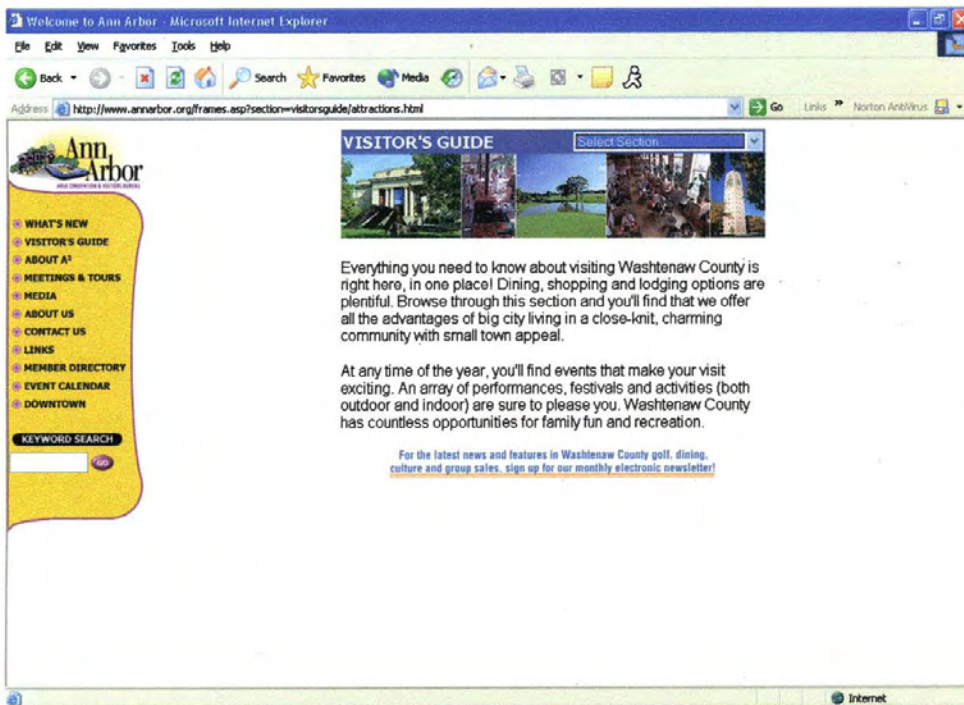 Welcome to Ann Arbor - Microsoft Internet Explorer
File Edit View Favorites Tools Help
Back Search Favorites Media
Address http://www.annarbor.org/frames.asp?section=visitorsguide/attractions.html Go Links » Norton AntiVirus
Ann
Arbor
AREA CONVENTION & VISITORS BUREAU
VISITOR'S GUIDE Select Section...
WHAT'S NEW
VISITOR'S GUIDE
ABOUT A²
MEETINGS & TOURS
MEDIA
ABOUT US
CONTACT US
LINKS
MEMBER DIRECTORY
EVENT CALENDAR
DOWNTOWN
KEYWORD SEARCH
GO
Everything you need to know about visiting Washtenaw County is
right here, in one place! Dining, shopping and lodging options are
plentiful. Browse through this section and you'll find that we offer
all the advantages of big city living in a close-knit, charming
community with small town appeal.
At any time of the year, you'll find events that make your visit
exciting. An array of performances, festivals and activities (both
outdoor and indoor) are sure to please you. Washtenaw County
has countless opportunities for family fun and recreation.
For the latest news and features in Washtenaw County golf, dining,
culture and group sales, sign up for our monthly electronic newsletter!
Internet